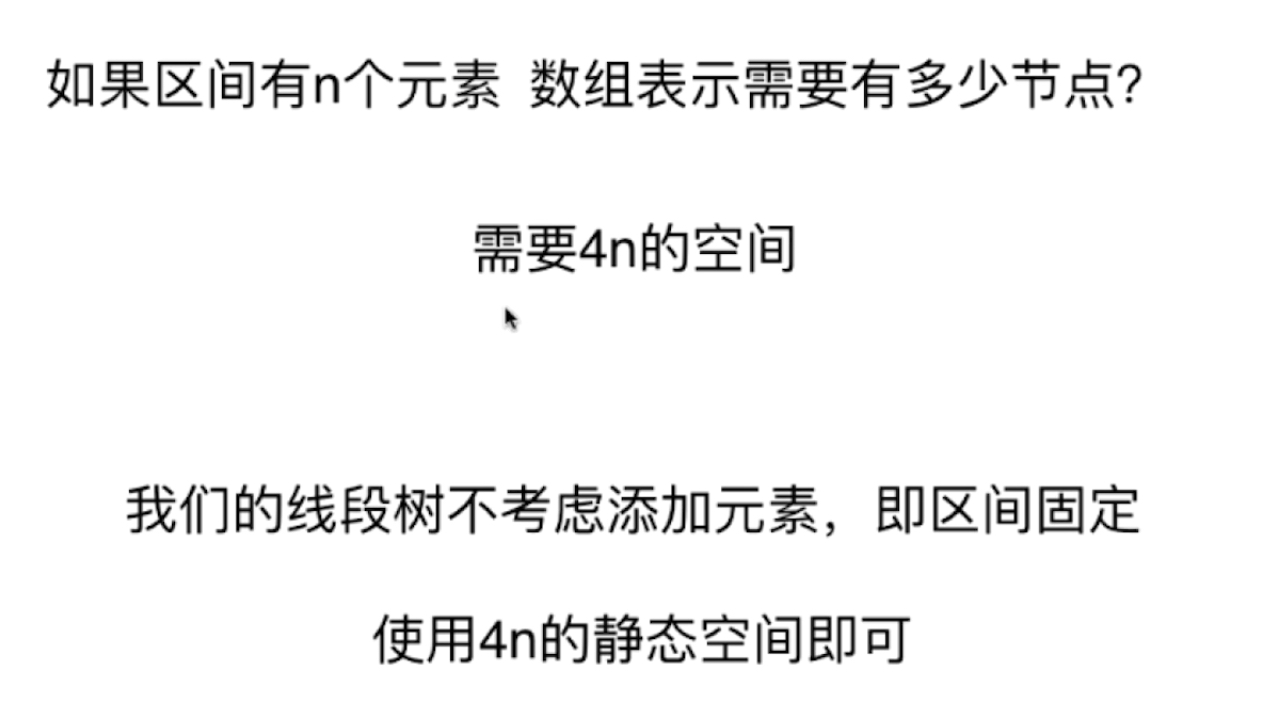 如果区间有n个元素 数组表示需要有多少节点?
需要4n的空间
我们的线段树不考虑添加元素，即区间固定
使用4n的静态空间即可